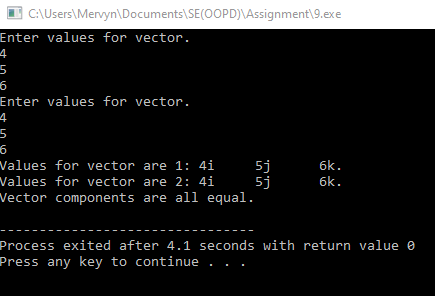 C:\Users\Mervyn\Documents\SE(OOPD)\Assignment\9.exe
Enter values for vector.
4
5
6
Enter values for vector.
4
5
6
Values for vector are 1: 4i     5j      6k.
Values for vector are 2: 4i     5j      6k.
Vector components are all equal.
--------------------------------
Process exited after 4.1 seconds with return value 0
Press any key to continue . . .